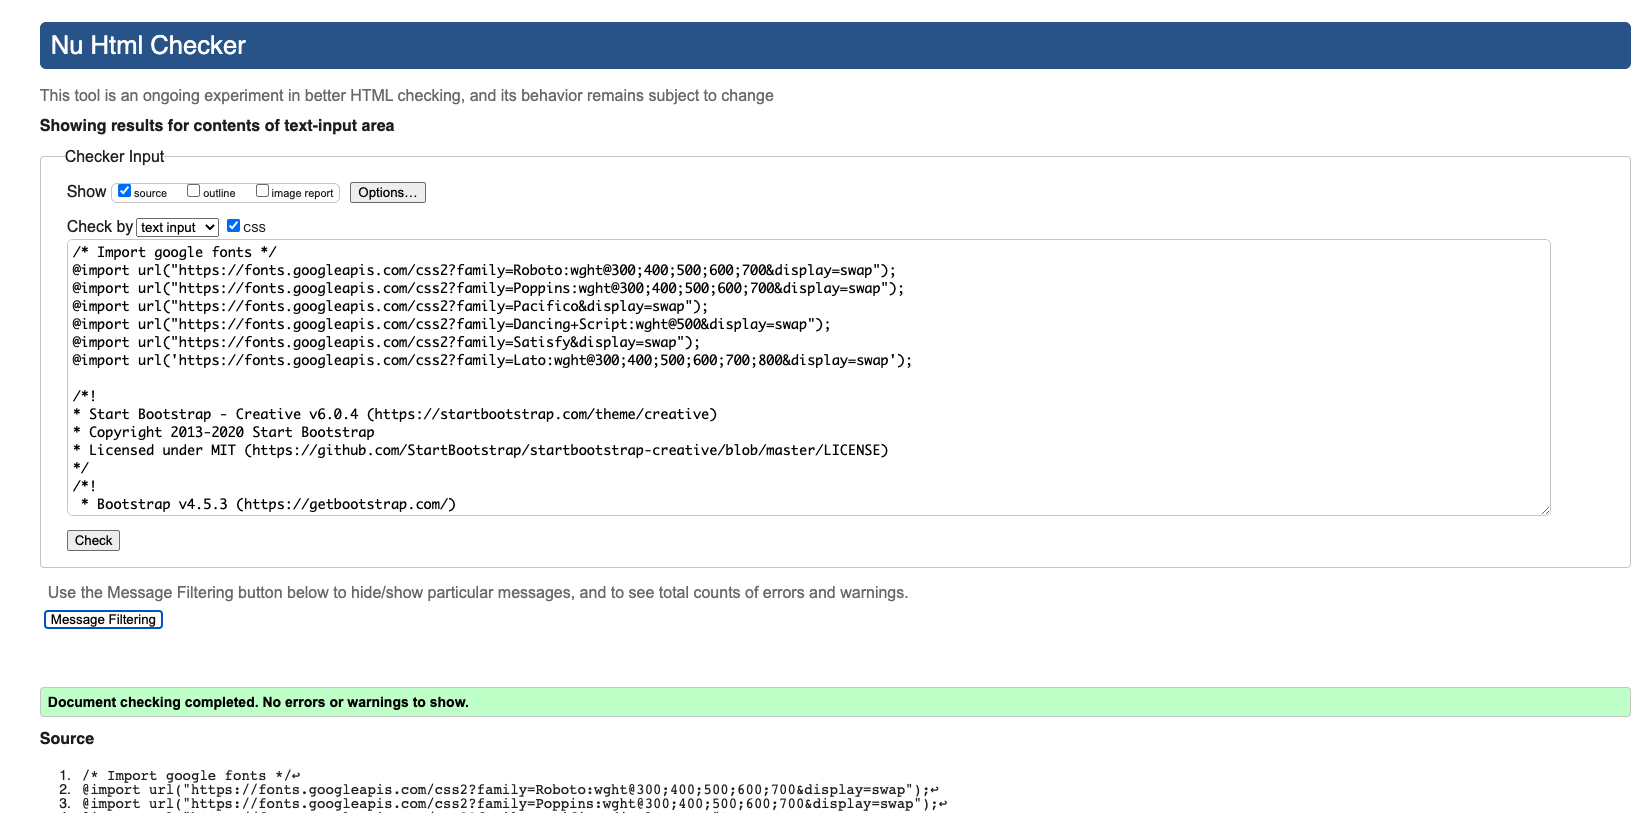 Nu Html Checker
This tool is an ongoing experiment in better HTML checking, and its behavior remains subject to change
Showing results for contents of text-input area
Checker Input
Show source outline image report Options...
Check by text input CSS
/* Import google fonts */
@import url("https://fonts.googleapis.com/css2?family=Roboto:wght@300;400;500;600;700&display=swap");
@import url("https://fonts.googleapis.com/css2?family=Poppins:wght@300;400;500;600;700&display=swap");
@import url("https://fonts.googleapis.com/css2?family=Pacifico&display=swap");
@import url("https://fonts.googleapis.com/css2?family=Dancing+Script:wght@500&display=swap");
@import url("https://fonts.googleapis.com/css2?family=Satisfy&display=swap");
@import url('https://fonts.googleapis.com/css2?family=Lato:wght@300;400;500;600;700;800&display=swap');
/*!
* Start Bootstrap - Creative v6.0.4 (https://startbootstrap.com/theme/creative)
* Copyright 2013-2020 Start Bootstrap
* Licensed under MIT (https://github.com/StartBootstrap/startbootstrap-creative/blob/master/LICENSE)
*/
/*!
* Bootstrap v4.5.3 (https://getbootstrap.com/)
Check
Use the Message Filtering button below to hide/show particular messages, and to see total counts of errors and warnings.
Message Filtering
Document checking completed. No errors or warnings to show.
Source
1. /* Import google fonts */↩
2. @import url("https://fonts.googleapis.com/css2?family=Roboto:wght@300;400;500;600;700&display=swap");↩
3. @import url("https://fonts.googleapis.com/css2?family=Poppins:wght@300;400;500;600;700&display=swap");↩